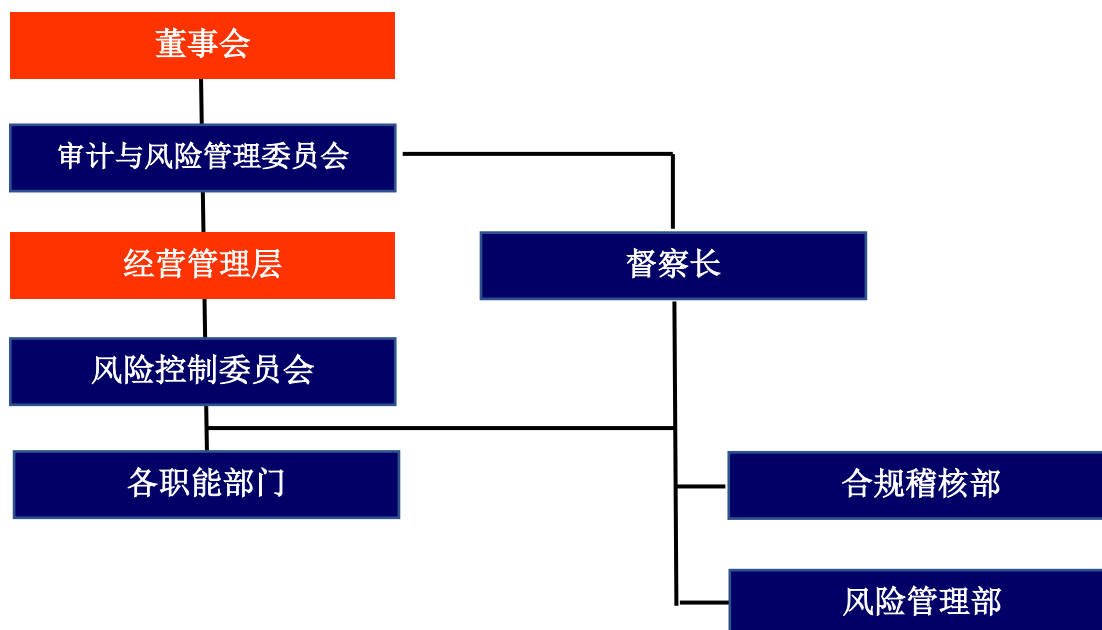 董事会
审计与风险管理委员会
经营管理层
督察长
风险控制委员会
各职能部门
合规稽核部
风险管理部